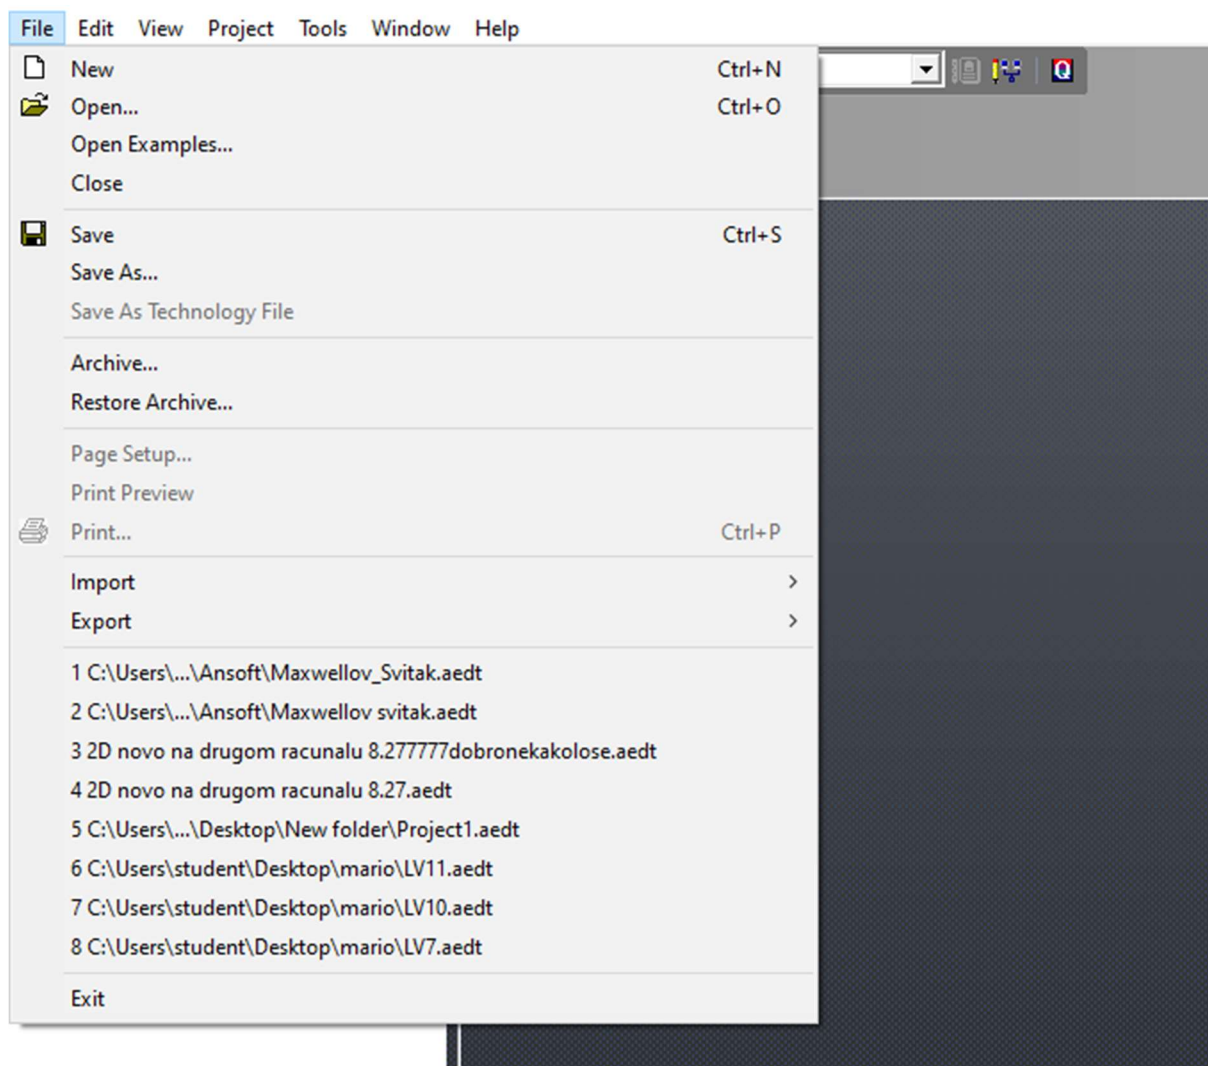 File Edit View Project Tools Window Help
New Ctrl+N
Open... Ctrl+O
Open Examples...
Close
Save Ctrl+S
Save As...
Save As Technology File
Archive...
Restore Archive...
Page Setup...
Print Preview
Print... Ctrl+P
Import
Export
1 C:\Users\...\Ansoft\Maxwellov_Svitak.aedt
2 C:\Users\...\Ansoft\Maxwellov svitak.aedt
3 2D novo na drugom racunalu 8.277777dobronekakolose.aedt
4 2D novo na drugom racunalu 8.27.aedt
5 C:\Users\...\Desktop\New folder\Project1.aedt
6 C:\Users\student\Desktop\mario\LV11.aedt
7 C:\Users\student\Desktop\mario\LV10.aedt
8 C:\Users\student\Desktop\mario\LV7.aedt
Exit